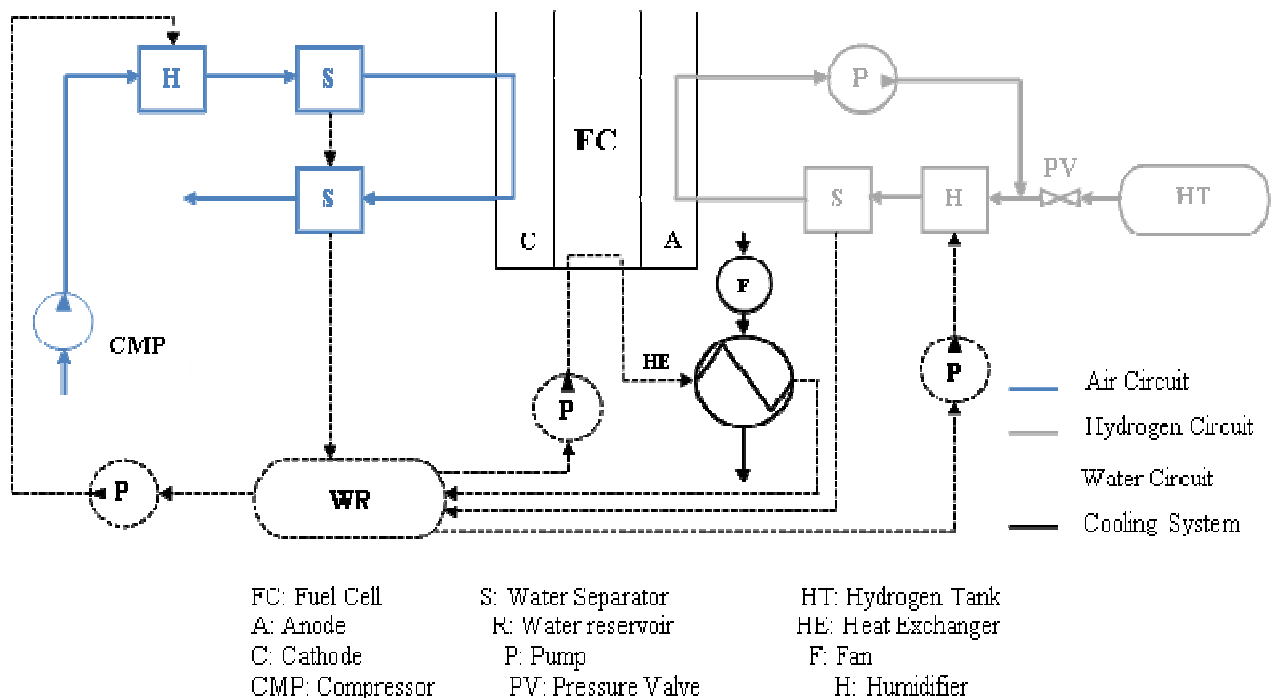 H
S
FC
P
PV
S
C
A
S
H
HT
F
CMP
HE
P
P
Air Circuit
Hydrogen Circuit
P
WR
Water Circuit
Cooling System
FC: Fuel Cell S: Water Separator HT: Hydrogen Tank
A: Anode R: Water reservoir HE: Heat Exchanger
C: Cathode P: Pump F: Fan
CMP: Compressor PV: Pressure Valve H: Humidifier